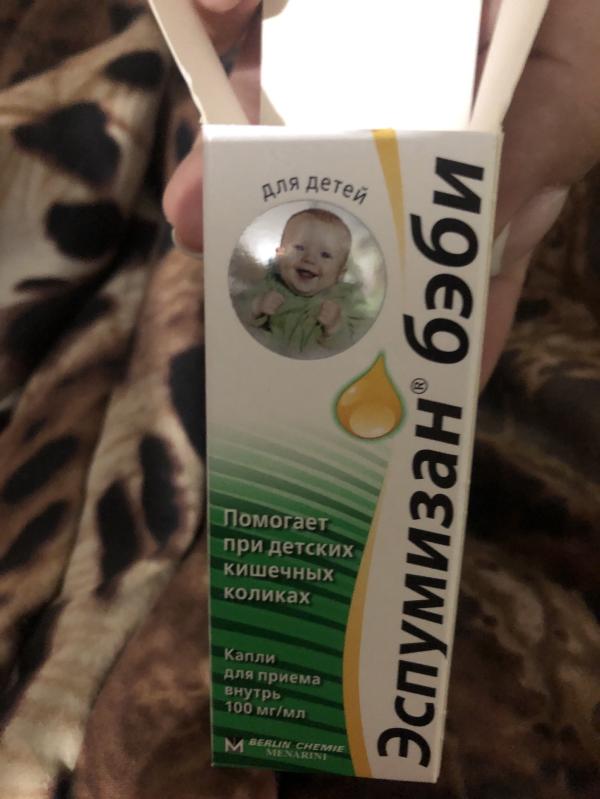 для детей
Эспумизан® бэби
Помогает
при детских
кишечных
коликах
Капли
для приема
внутрь
100 мг/мл
BERLIN CHEMIE
MENARINI